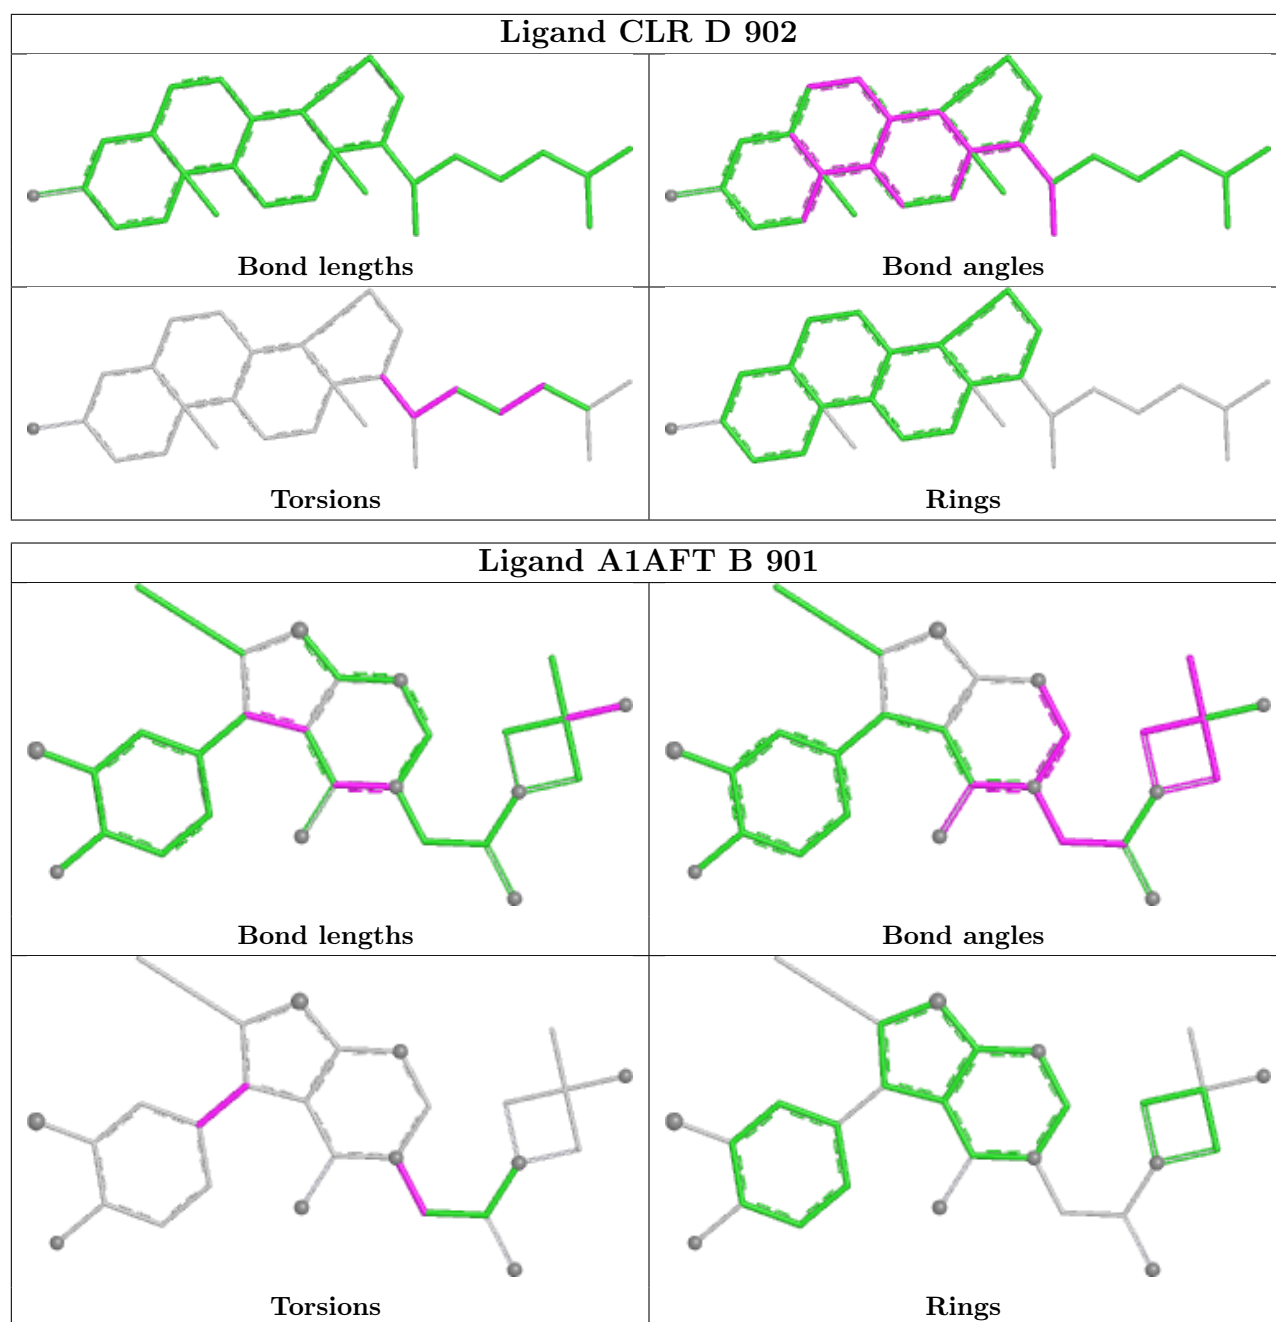 Ligand CLR D 902
Bond lengths
Bond angles
Torsions
Rings
Ligand A1AFT B 901
Bond lengths
Bond angles
Torsions
Rings